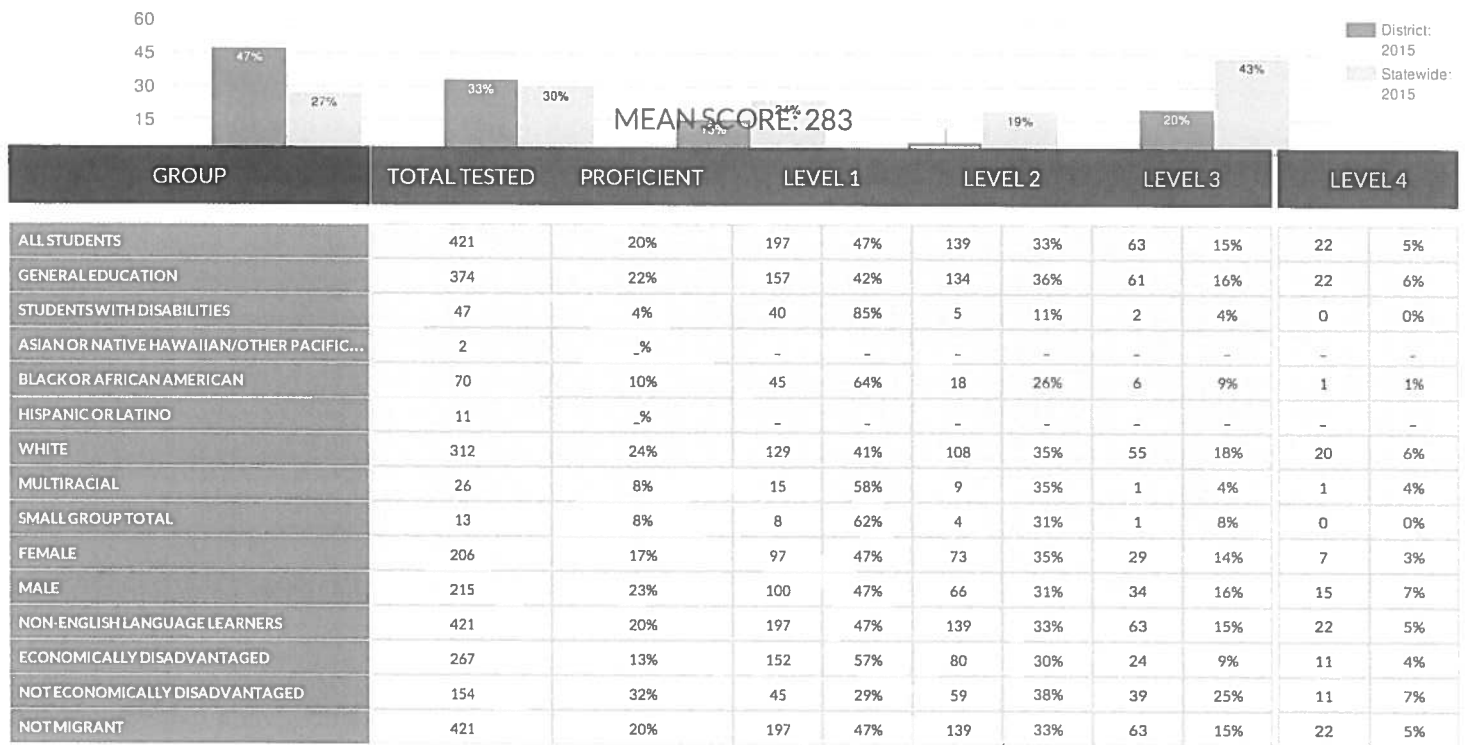 60
45
30
15
47%
27%
33%
30%
15%
24%
19%
20%
43%
District:
2015
Statewide:
2015
MEAN SCORE: 283
GROUP TOTAL TESTED PROFICIENT LEVEL 1 LEVEL 2 LEVEL 3 LEVEL 4
ALL STUDENTS 421 20% 197 47% 139 33% 63 15% 22 5%
GENERAL EDUCATION 374 22% 157 42% 134 36% 61 16% 22 6%
STUDENTS WITH DISABILITIES 47 4% 40 85% 5 11% 2 4% 0 0%
ASIAN OR NATIVE HAWAIIAN/OTHER PACIFIC... 2 _% – – – – – – – –
BLACK OR AFRICAN AMERICAN 70 10% 45 64% 18 26% 6 9% 1 1%
HISPANIC OR LATINO 11 _% – – – – – – – –
WHITE 312 24% 129 41% 108 35% 55 18% 20 6%
MULTIRACIAL 26 8% 15 58% 9 35% 1 4% 1 4%
SMALL GROUP TOTAL 13 8% 8 62% 4 31% 1 8% 0 0%
FEMALE 206 17% 97 47% 73 35% 29 14% 7 3%
MALE 215 23% 100 47% 66 31% 34 16% 15 7%
NON-ENGLISH LANGUAGE LEARNERS 421 20% 197 47% 139 33% 63 15% 22 5%
ECONOMICALLY DISADVANTAGED 267 13% 152 57% 80 30% 24 9% 11 4%
NOT ECONOMICALLY DISADVANTAGED 154 32% 45 29% 59 38% 39 25% 11 7%
NOT MIGRANT 421 20% 197 47% 139 33% 63 15% 22 5%